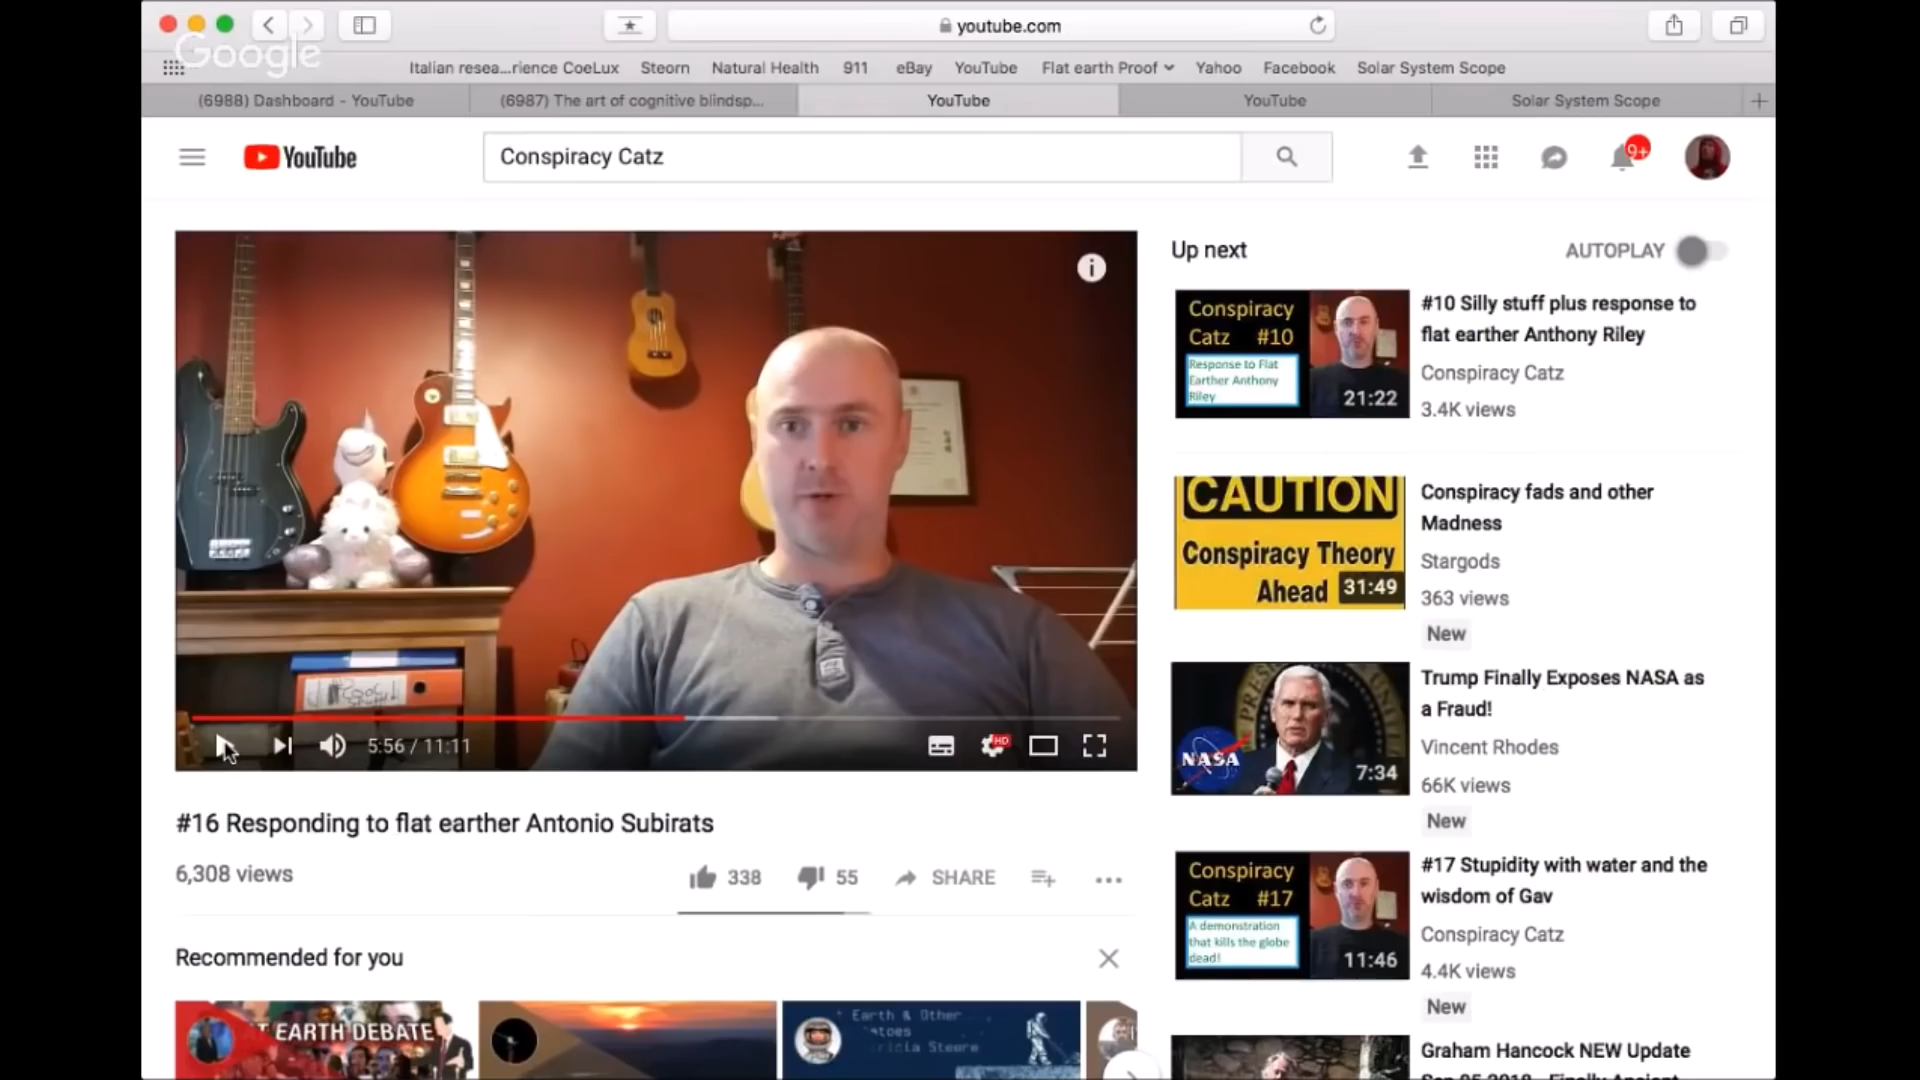 Google
youtube.com
Italian resea...rience CoeLux Steorn Natural Health 911 eBay YouTube Flat earth Proof Yahoo Facebook Solar System Scope
(6988) Dashboard - YouTube (6987) The art of cognitive blindsp... YouTube YouTube Solar System Scope
YouTube
Conspiracy Catz
9+
Up next
AUTOPLAY
Conspiracy
Catz #10
Response to Flat
Earther Anthony
Riley
21:22
#10 Silly stuff plus response to
flat earther Anthony Riley
Conspiracy Catz
3.4K views
CAUTION
Conspiracy Theory
Ahead
31:49
Conspiracy fads and other
Madness
Stargods
363 views
New
NASA
7:34
Trump Finally Exposes NASA as
a Fraud!
Vincent Rhodes
66K views
New
Conspiracy
Catz #17
A demonstration
that kills the globe
dead!
11:46
#17 Stupidity with water and the
wisdom of Gav
Conspiracy Catz
4.4K views
New
Graham Hancock NEW Update
5:56 / 11:11
HD
#16 Responding to flat earther Antonio Subirats
6,308 views
338 55 SHARE
Recommended for you
EARTH DEBATE
Earth & Other